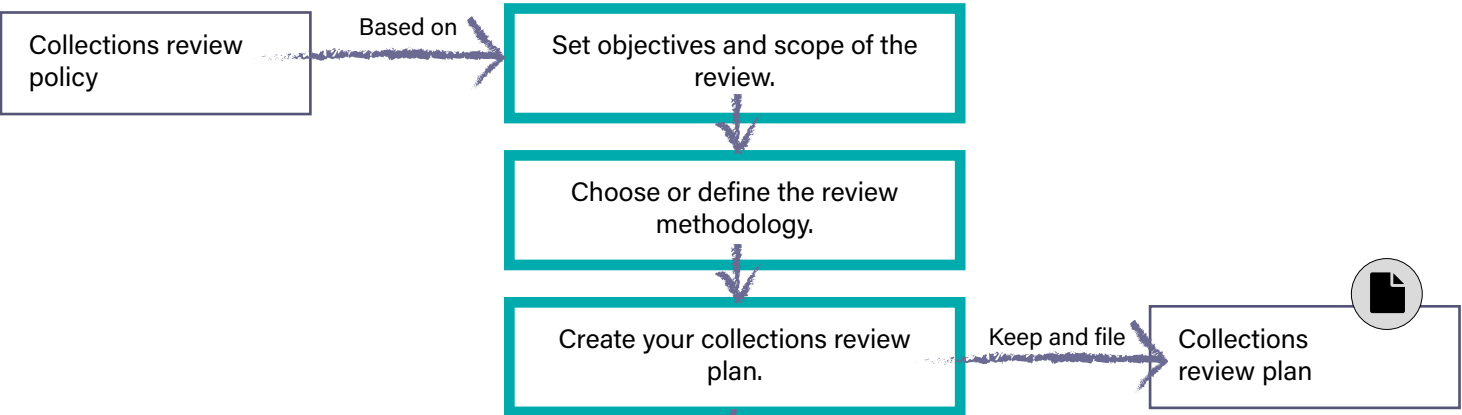 Collections review
policy
Based on
Set objectives and scope of the
review.
Choose or define the review
methodology.
Create your collections review
plan.
Keep and file
Collections
review plan